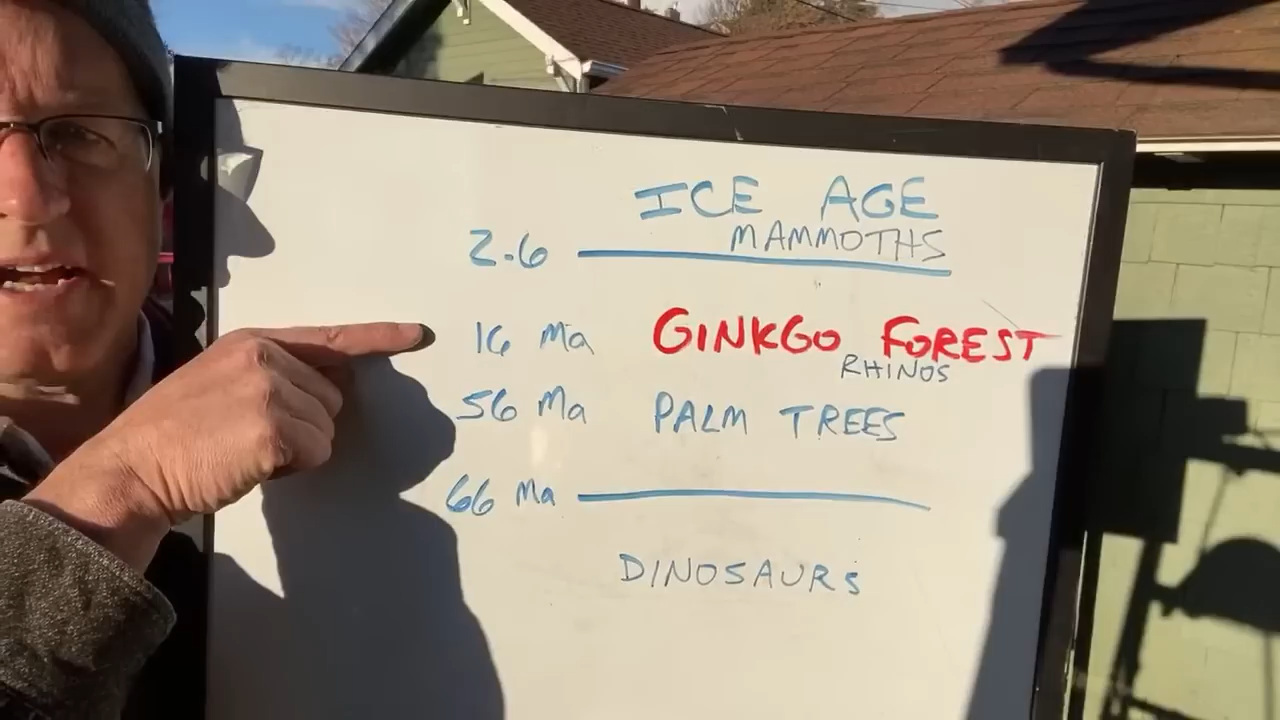 ICE AGE
MAMMOTHS
2.6
16 Ma GINKGO FOREST
RHINOS
56 Ma PALM TREES
66 Ma
DINOSAURS